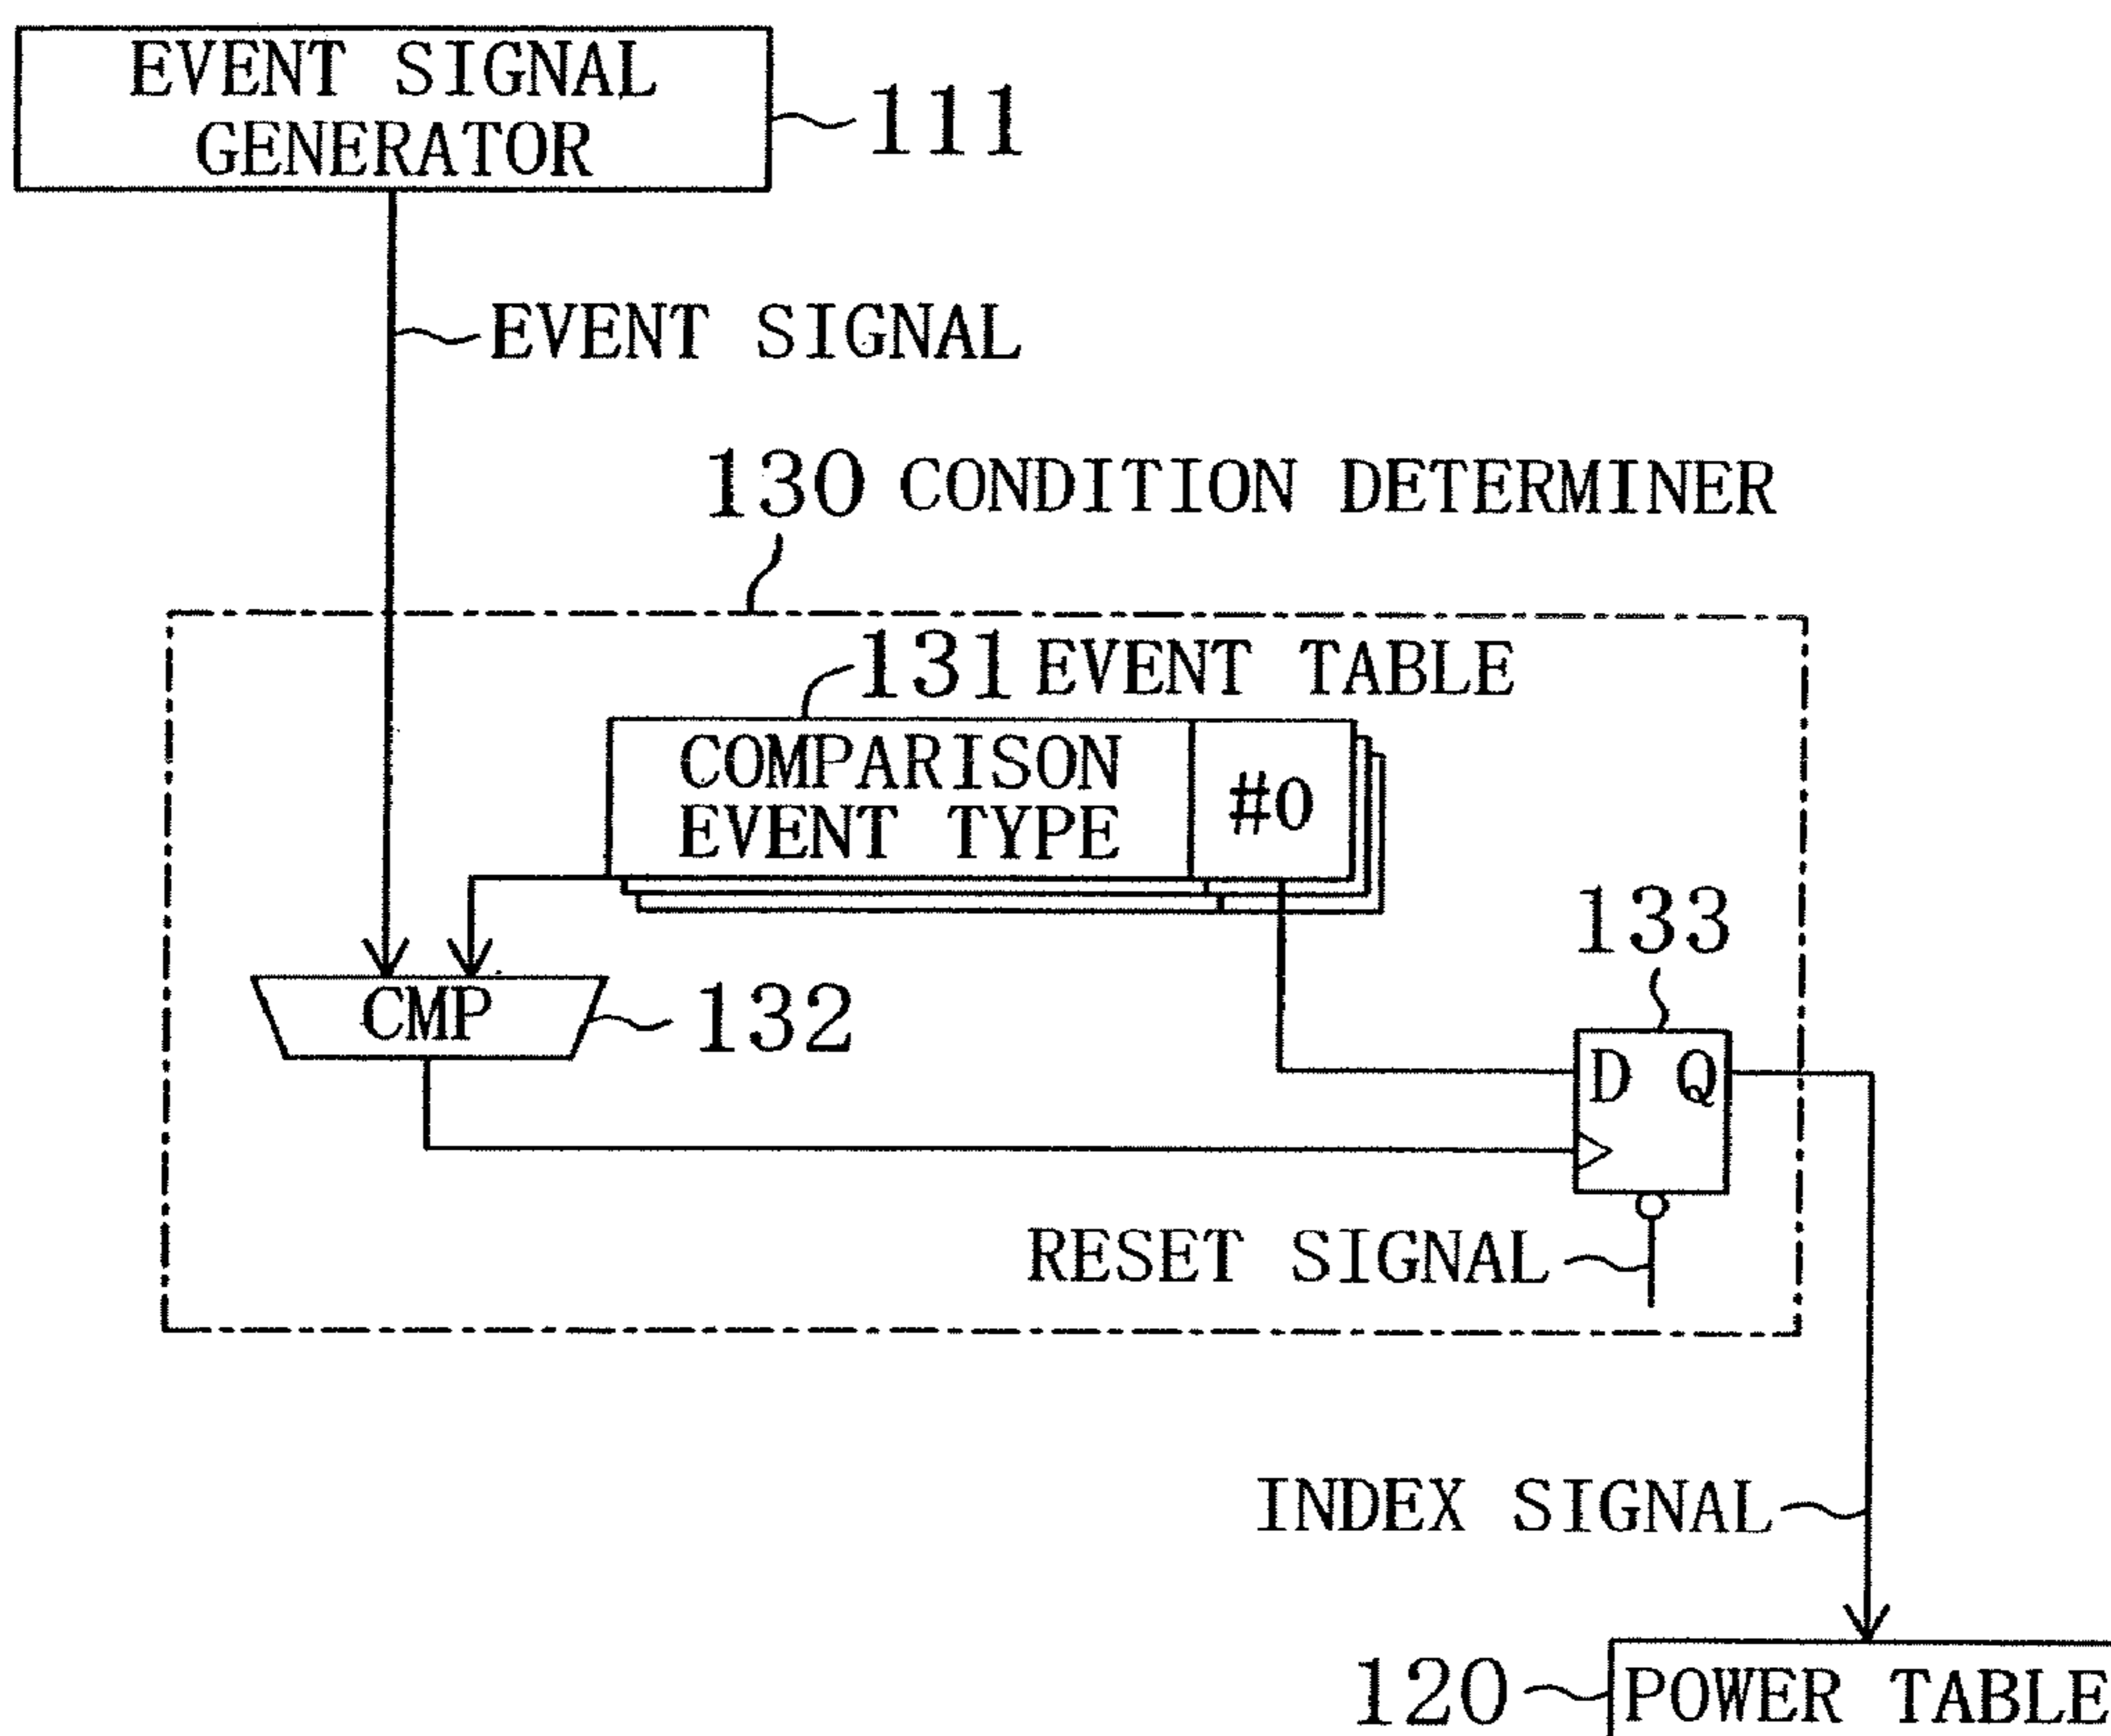 EVENT SIGNAL
GENERATOR
111
EVENT SIGNAL
130 CONDITION DETERMINER
131 EVENT TABLE
COMPARISON
EVENT TYPE
#0
133
CMP
132
D Q
RESET SIGNAL
INDEX SIGNAL
120
POWER TABLE